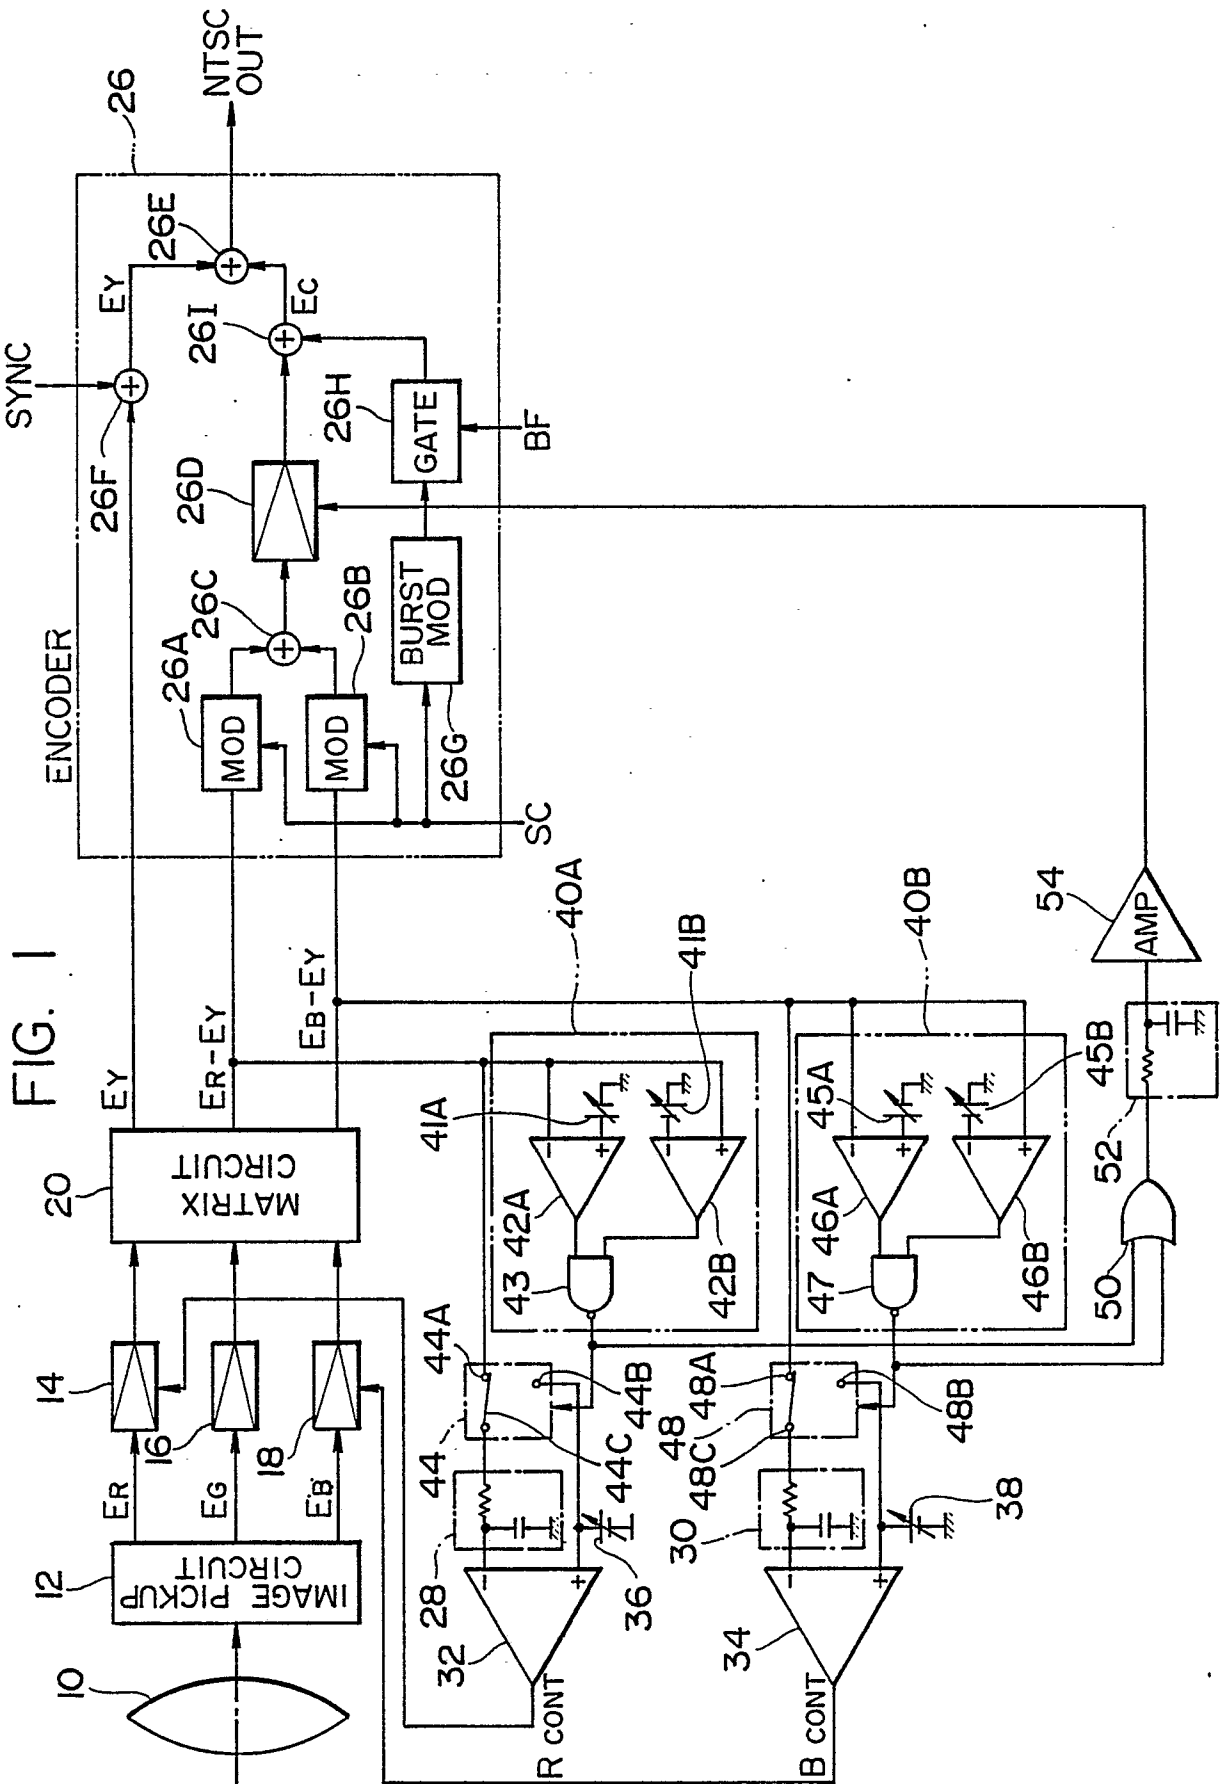 FIG. 1
10
12
IMAGE PICKUP
CIRCUIT
ER
EG
EB
14
16
18
20
MATRIX
CIRCUIT
EY
ER-EY
EB-EY
ENCODER
26
SYNC
26F
EY
26E
NTSC
OUT
26A
MOD
26C
26D
26I
EC
MOD
26B
BURST
MOD
26G
GATE
26H
BF
SC
R CONT
32
-
+
28
36
44
44A
44B
44C
40A
43
42A
-
+
41A
42B
-
+
41B
B CONT
34
-
+
30
38
48
48A
48B
48C
40B
47
46A
-
+
45A
46B
-
+
45B
50
52
54
AMP